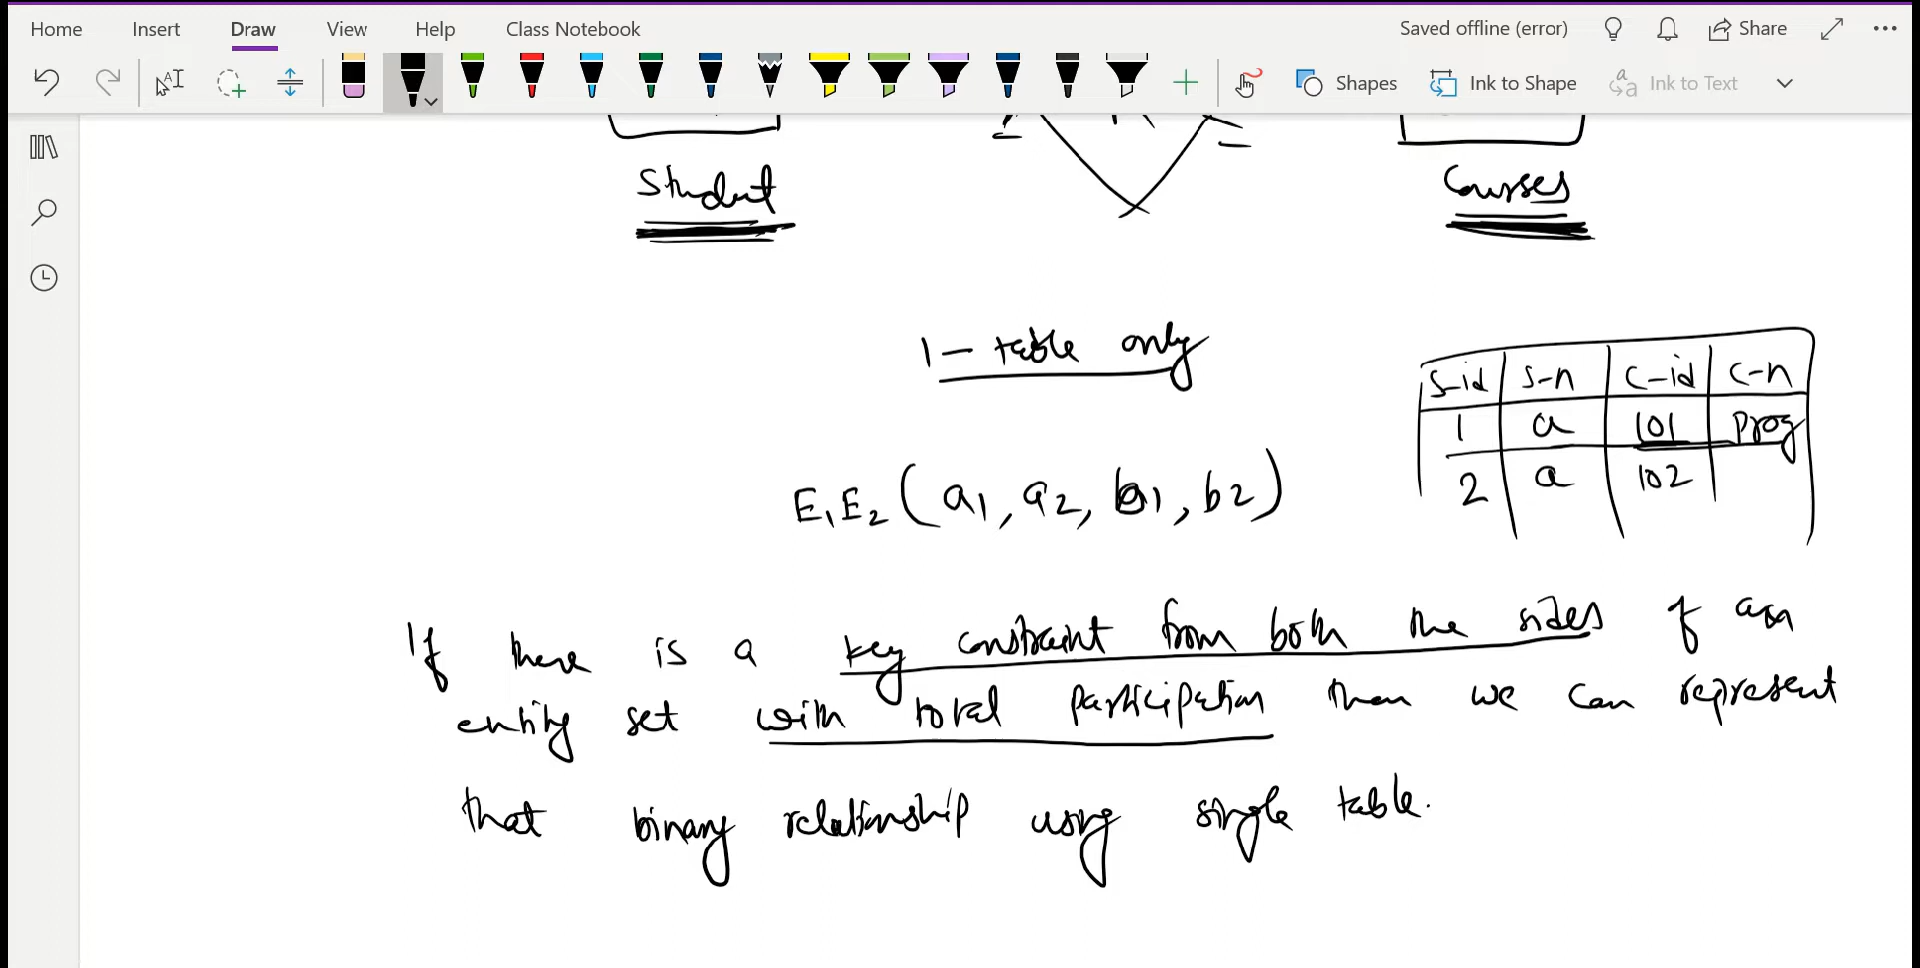 Home Insert Draw View Help Class Notebook Saved offline (error) Share
Shapes Ink to Shape Ink to Text
Student Courses
1 - table only
S-id S-n C-id C-n
1 a 101 prog
2 a 102
E1E2 (a1, a2, b1, b2)
If there is a key constraint from both the sides of an
entity set with total participation then we can represent
that binary relationship using single table.